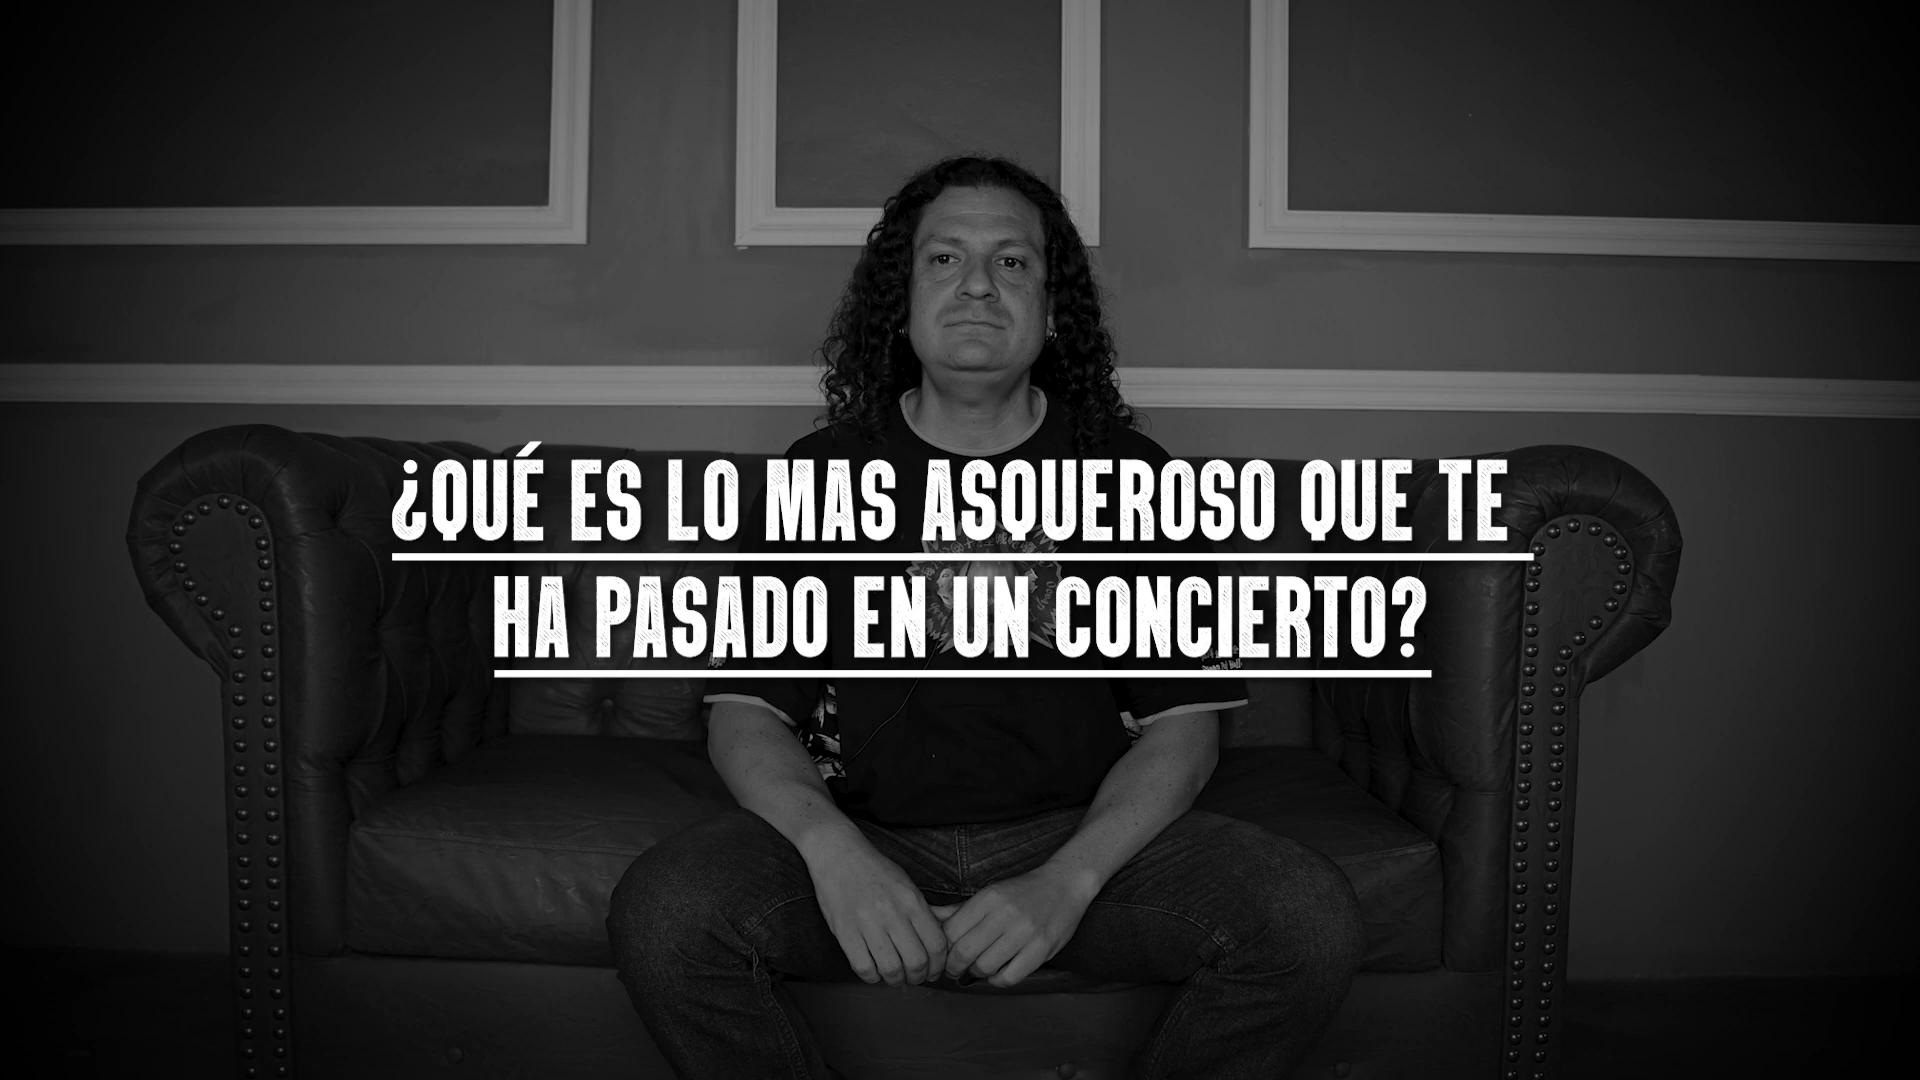 ¿QUÉ ES LO MAS ASQUEROSO QUE TE
HA PASADO EN UN CONCIERTO?